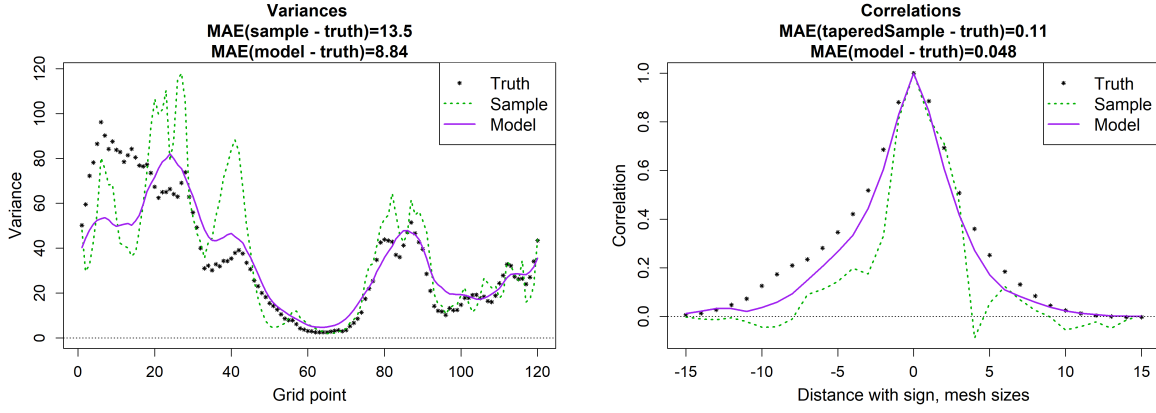 Variances
MAE(sample - truth)=13.5
MAE(model - truth)=8.84
Truth
Sample
Model
Variance
0
20
40
60
80
100
120
0
20
40
60
80
100
120
Grid point
Correlations
MAE(taperedSample - truth)=0.11
MAE(model - truth)=0.048
Truth
Sample
Model
Correlation
0.0
0.2
0.4
0.6
0.8
1.0
-15
-10
-5
0
5
10
15
Distance with sign, mesh sizes